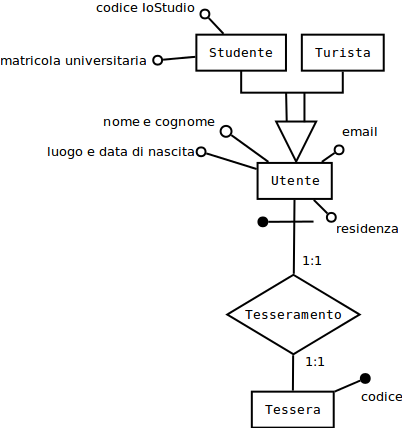 codice IoStudio
Studente
Turista
matricola universitaria
nome e cognome
email
luogo e data di nascita
Utente
residenza
1:1
Tesseramento
1:1
codice
Tessera